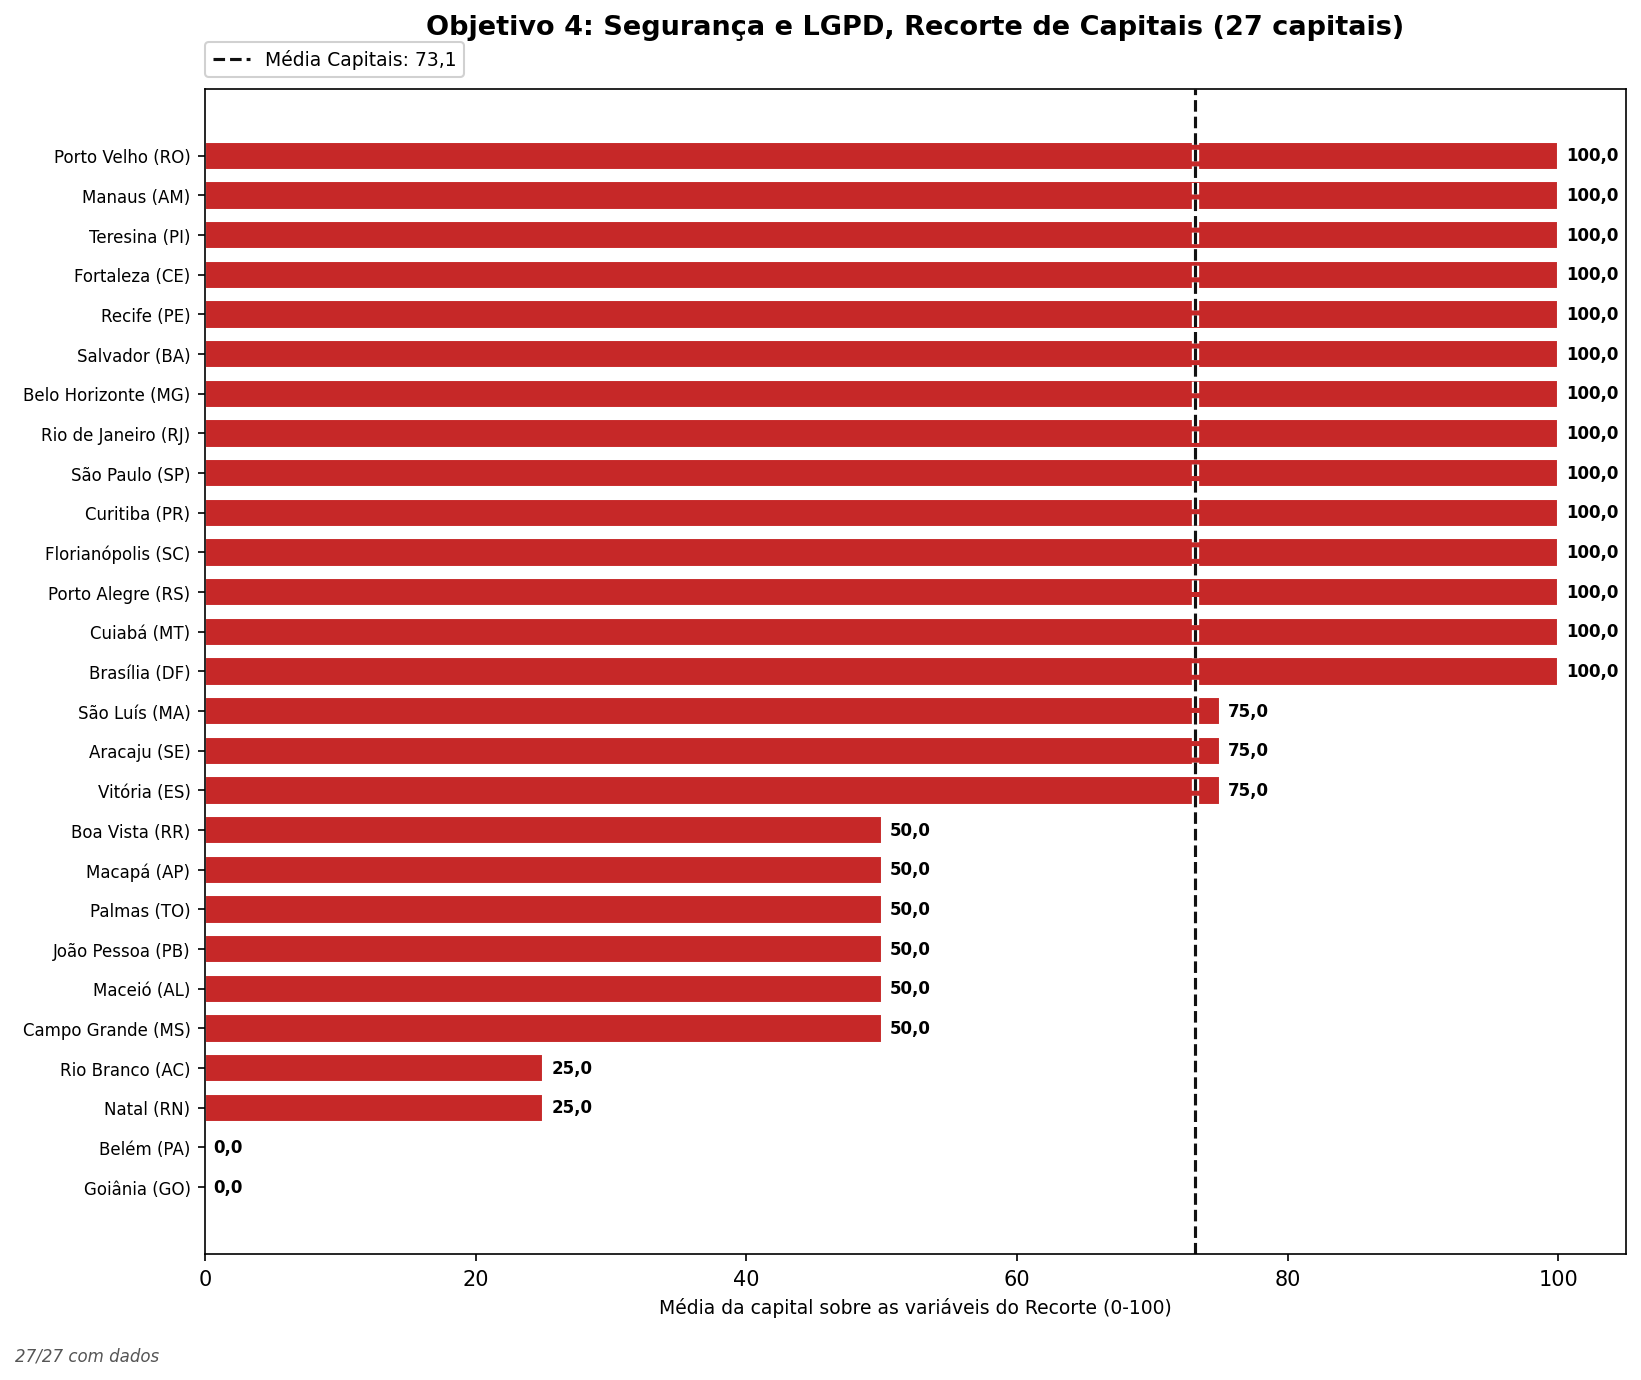 Objetivo 4: Segurança e LGPD, Recorte de Capitais (27 capitais)
Média Capitais: 73,1
Porto Velho (RO) 100,0
Manaus (AM) 100,0
Teresina (PI) 100,0
Fortaleza (CE) 100,0
Recife (PE) 100,0
Salvador (BA) 100,0
Belo Horizonte (MG) 100,0
Rio de Janeiro (RJ) 100,0
São Paulo (SP) 100,0
Curitiba (PR) 100,0
Florianópolis (SC) 100,0
Porto Alegre (RS) 100,0
Cuiabá (MT) 100,0
Brasília (DF) 100,0
São Luís (MA) 75,0
Aracaju (SE) 75,0
Vitória (ES) 75,0
Boa Vista (RR) 50,0
Macapá (AP) 50,0
Palmas (TO) 50,0
João Pessoa (PB) 50,0
Maceió (AL) 50,0
Campo Grande (MS) 50,0
Rio Branco (AC) 25,0
Natal (RN) 25,0
Belém (PA) 0,0
Goiânia (GO) 0,0
0 20 40 60 80 100
Média da capital sobre as variáveis do Recorte (0-100)
27/27 com dados